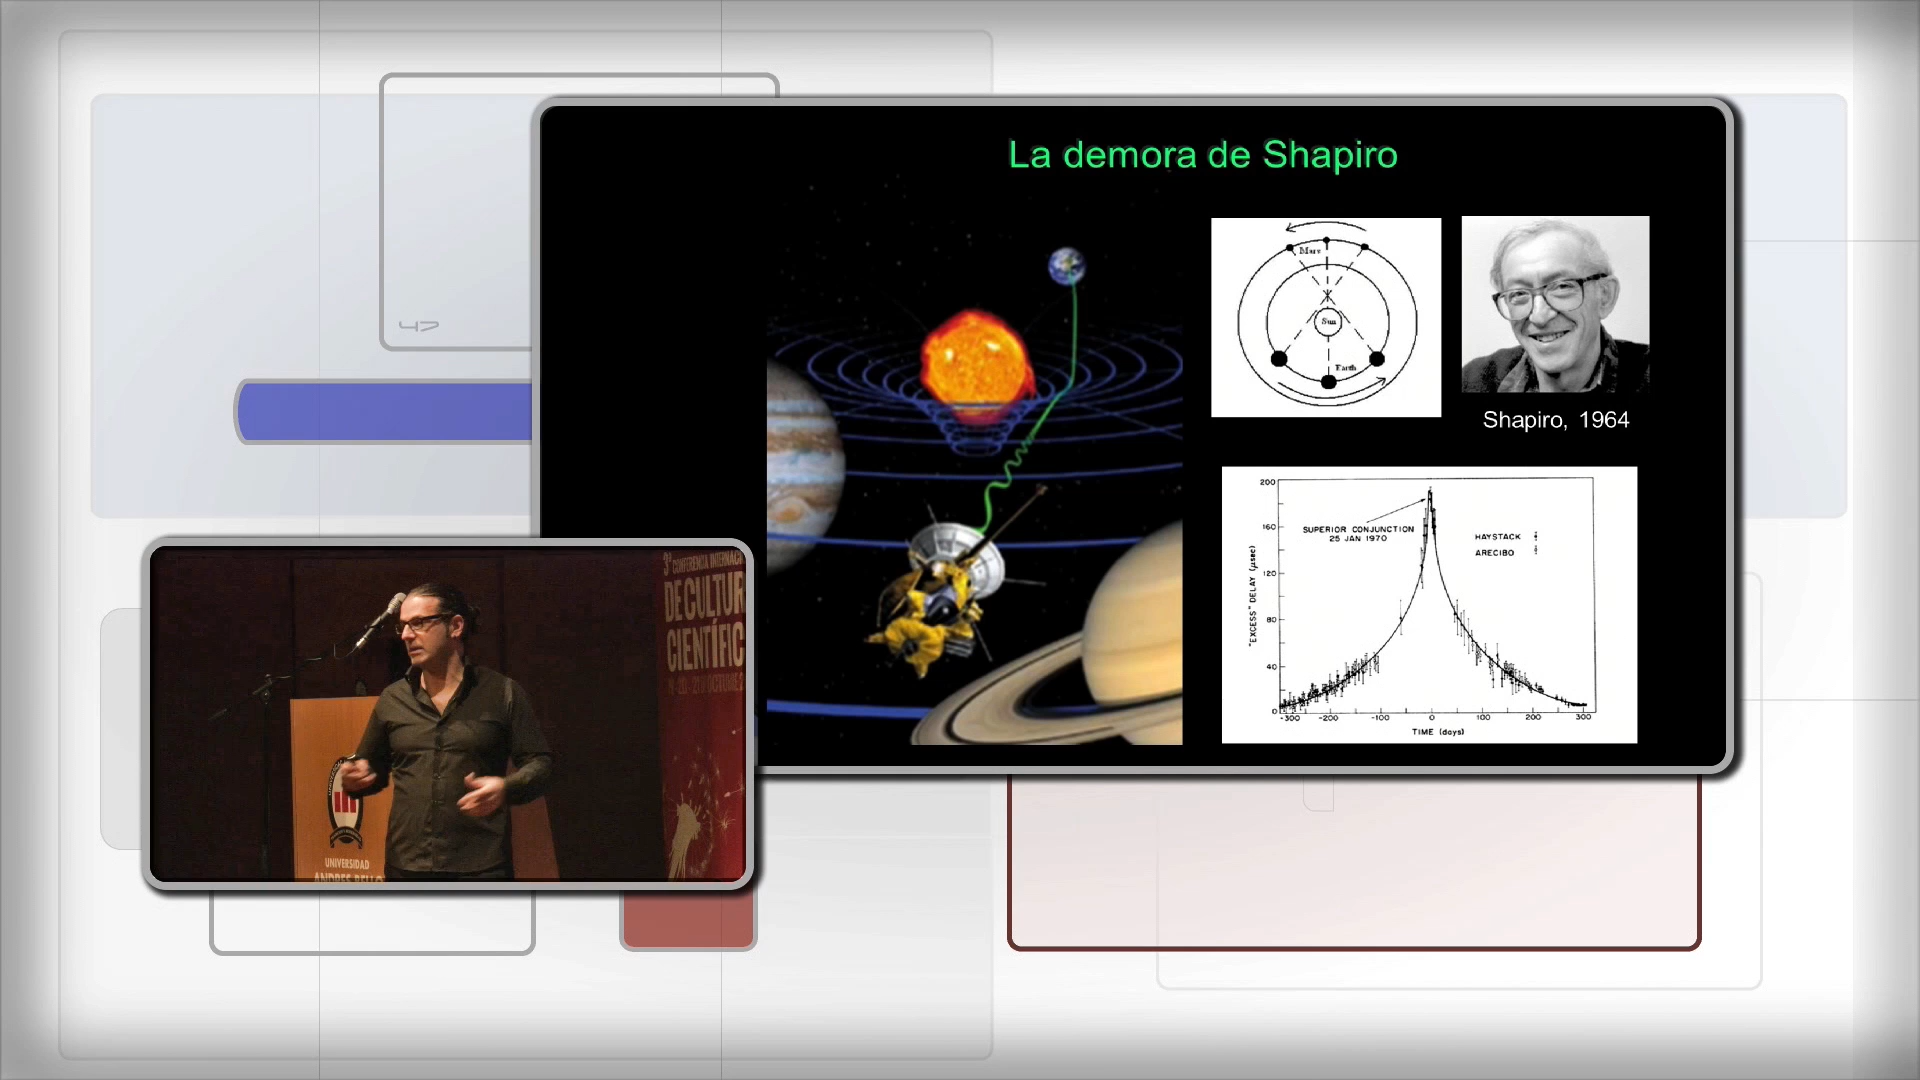 La demora de Shapiro
Mars
Sun
Earth
Shapiro, 1964
200
160
120
80
40
0
"EXCESS" DELAY (μsec)
SUPERIOR CONJUNCTION
25 JAN 1970
HAYSTACK
ARECIBO
-300 -200 -100 0 100 200 300
TIME (days)
3ª CONFERENCIA INTERNACI
DE CULTUR
CIENTÍFIC
UNIVERSIDAD
ANDRES BELLO